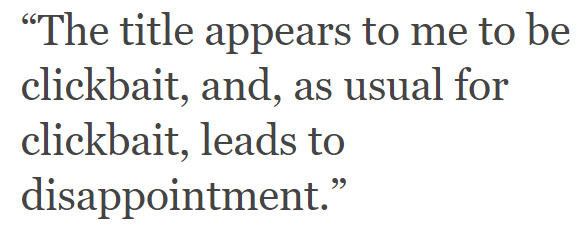 “The title appears to me to be
clickbait, and, as usual for
clickbait, leads to
disappointment.”